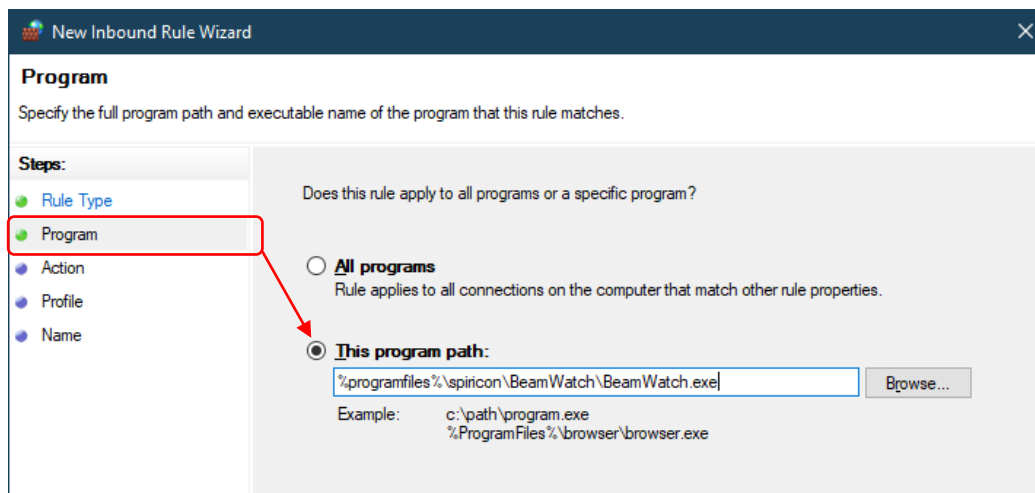 New Inbound Rule Wizard
Program
Specify the full program path and executable name of the program that this rule matches.
Steps:
Rule Type
Program
Action
Profile
Name
Does this rule apply to all programs or a specific program?
All programs
Rule applies to all connections on the computer that match other rule properties.
This program path:
%programfiles%\spiricon\BeamWatch\BeamWatch.exe
Browse...
Example: c:\path\program.exe
%ProgramFiles%\browser\browser.exe